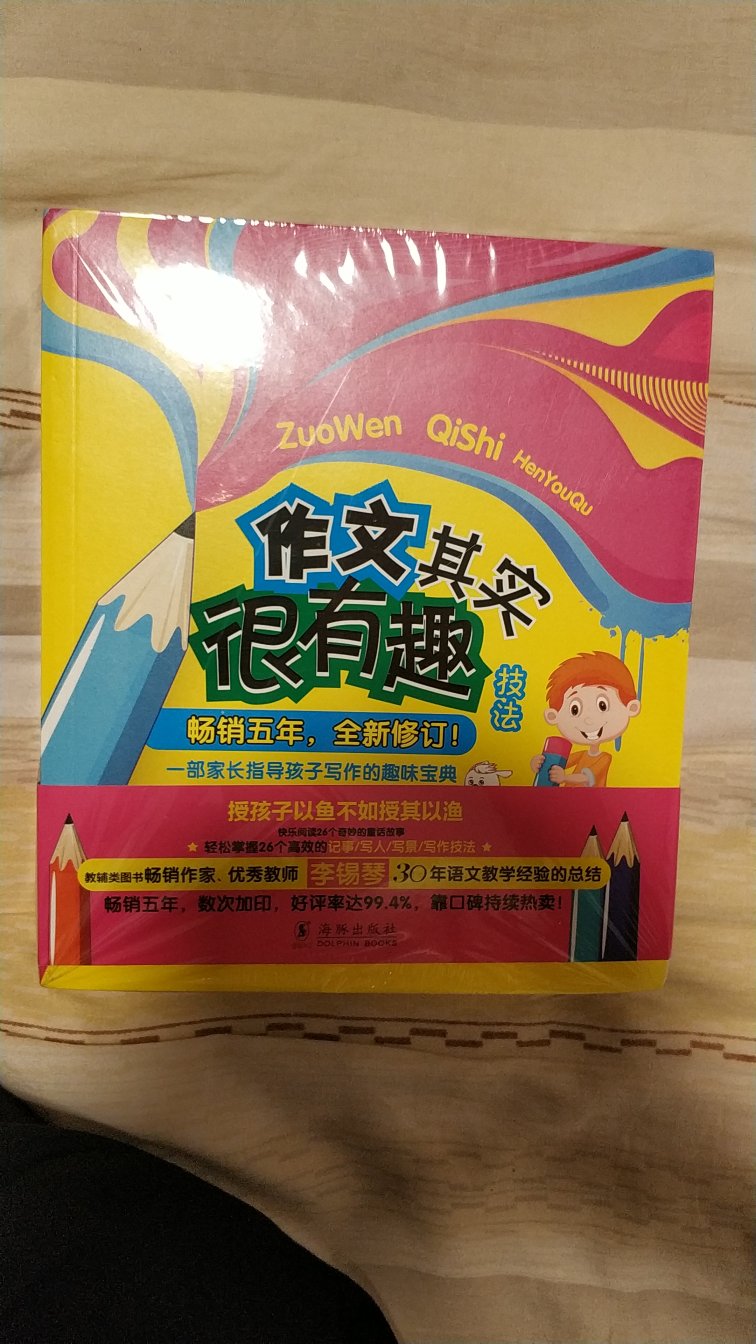 ZuoWen QiShi HenYouQu
作文其实
很有趣
技法
畅销五年，全新修订！
一部家长指导孩子写作的趣味宝典
授孩子以鱼不如授其以渔
快乐阅读26个奇妙的童话故事
★ 轻松掌握26个高效的记事/写人/写景/写作技法 ★
教辅类图书畅销作家、优秀教师 李锡琴 30年语文教学经验的总结
畅销五年，数次加印，好评率达99.4%，靠口碑持续热卖！
海豚出版社
DOLPHIN BOOKS